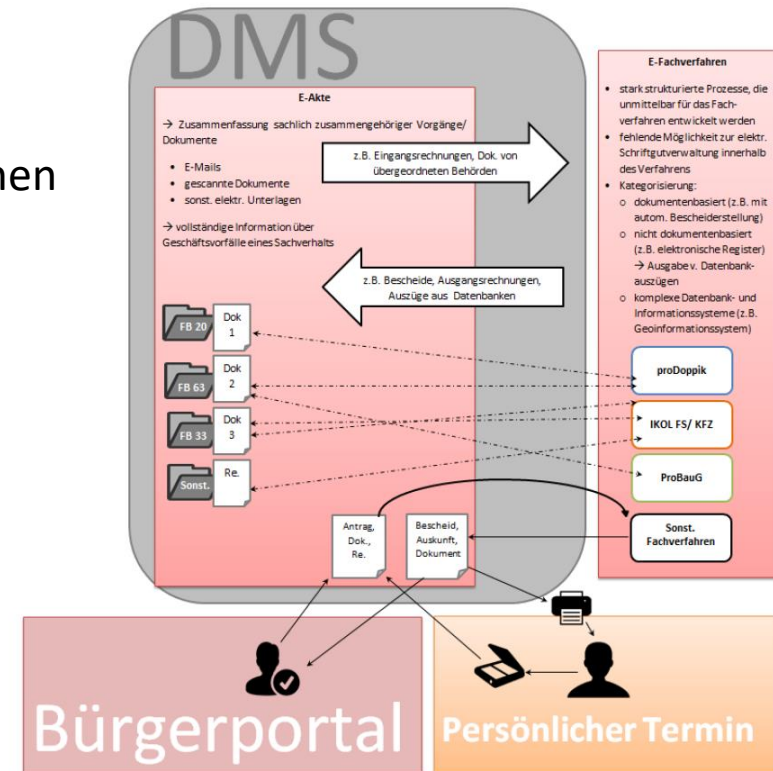 DMS
nen
E-Akte
→ Zusammenfassung sachlich zusammengehöriger Vorgänge/
Dokumente
• E-Mails
• gescannte Dokumente
• sonst. elektr. Unterlagen
→ vollständige Information über
Geschäftsvorfälle eines Sachverhalts
z.B. Eingangsrechnungen, Dok. von
übergeordneten Behörden
z.B. Bescheide, Ausgangsrechnungen,
Auszüge aus Datenbanken
FB 20
Dok
1
FB 63
Dok
2
FB 33
Dok
3
Sonst.
Re.
Antrag,
Dok.,
Re.
Bescheid,
Auskunft,
Dokument
E-Fachverfahren
• stark strukturierte Prozesse, die
unmittelbar für das Fach-
verfahren entwickelt werden
• fehlende Möglichkeit zur elektr.
Schriftgutverwaltung innerhalb
des Verfahrens
• Kategorisierung:
o dokumentenbasiert (z.B. mit
autom. Bescheiderstellung)
o nicht dokumentenbasiert
(z.B. elektronische Register)
→ Ausgabe v. Datenbank-
auszügen
o komplexe Datenbank- und
Informationssysteme (z.B.
Geoinformationssystem)
proDoppik
IKOL FS/ KFZ
ProBauG
Sonst.
Fachverfahren
Bürgerportal
Persönlicher Termin